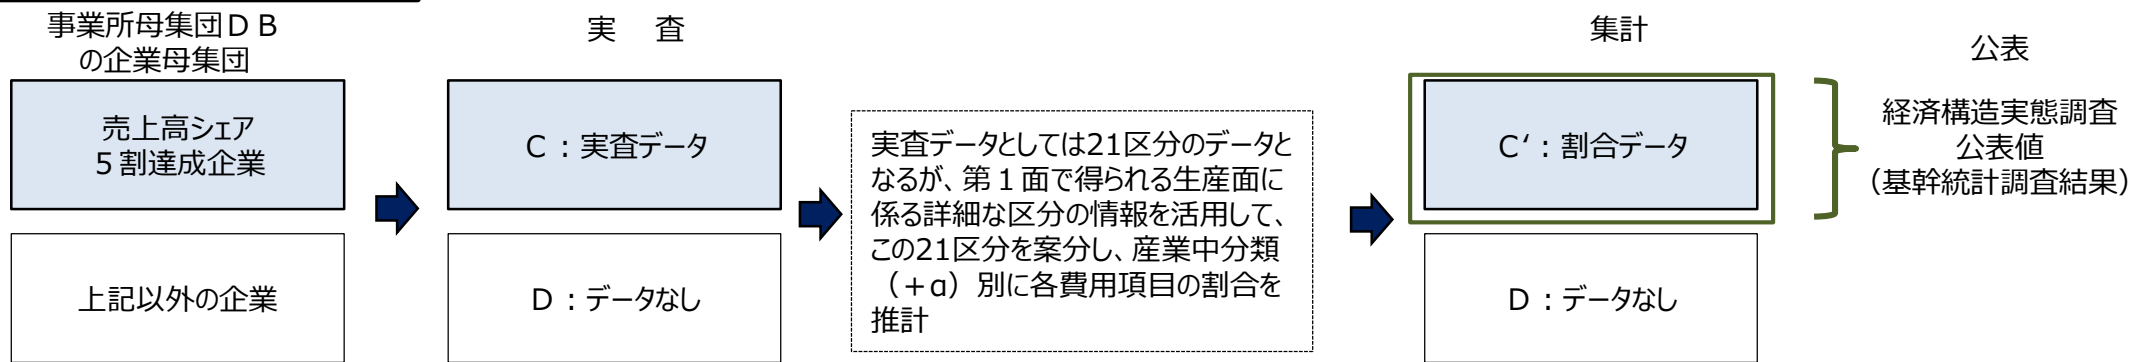 事業所母集団DB
の企業母集団
売上高シェア
5割達成企業
上記以外の企業
実　査
C：実査データ
D：データなし
実査データとしては21区分のデータと
なるが、第1面で得られる生産面に
係る詳細な区分の情報を活用して、
この21区分を案分し、産業中分類
（+α）別に各費用項目の割合を
推計
集計
C‘：割合データ
D：データなし
公表
経済構造実態調査
公表値
（基幹統計調査結果）